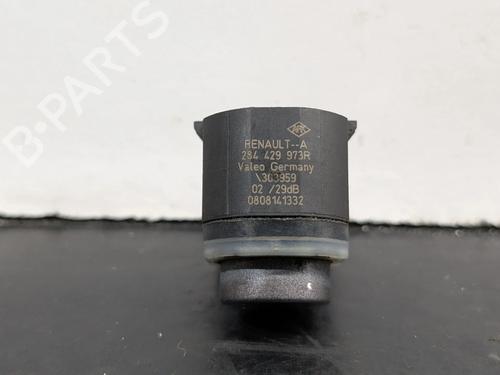 B-PARTS
RENAULT--A
284 429 973R
Valeo Germany
\303959
02 /29dB
0808141332